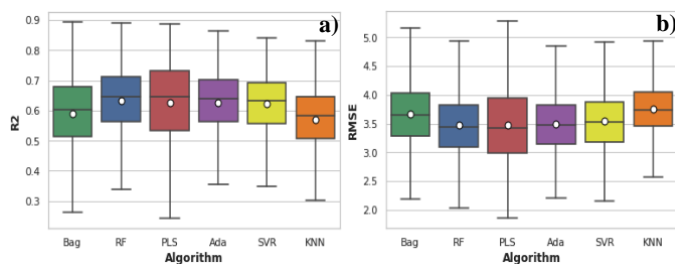 a)
0.9
0.8
0.7
0.6
0.5
0.4
0.3
R2
Bag RF PLS Ada SVR KNN
Algorithm
b)
5.0
4.5
4.0
3.5
3.0
2.5
2.0
RMSE
Bag RF PLS Ada SVR KNN
Algorithm